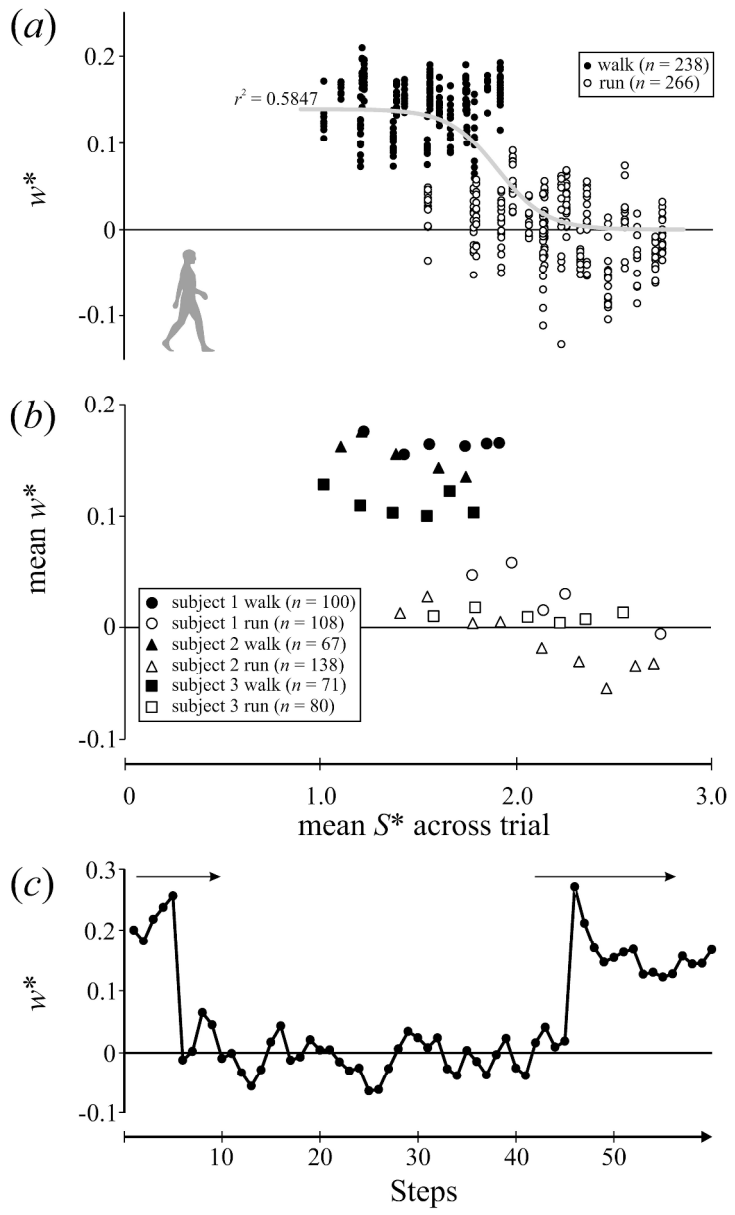 (a)
0.2
0.1
0
-0.1
w*
r² = 0.5847
walk (n = 238)
run (n = 266)
(b)
0.2
0.1
0
-0.1
mean w*
subject 1 walk (n = 100)
subject 1 run (n = 108)
subject 2 walk (n = 67)
subject 2 run (n = 138)
subject 3 walk (n = 71)
subject 3 run (n = 80)
0 1.0 2.0 3.0
mean S* across trial
(c)
0.3
0.2
0.1
0
-0.1
w*
10 20 30 40 50
Steps